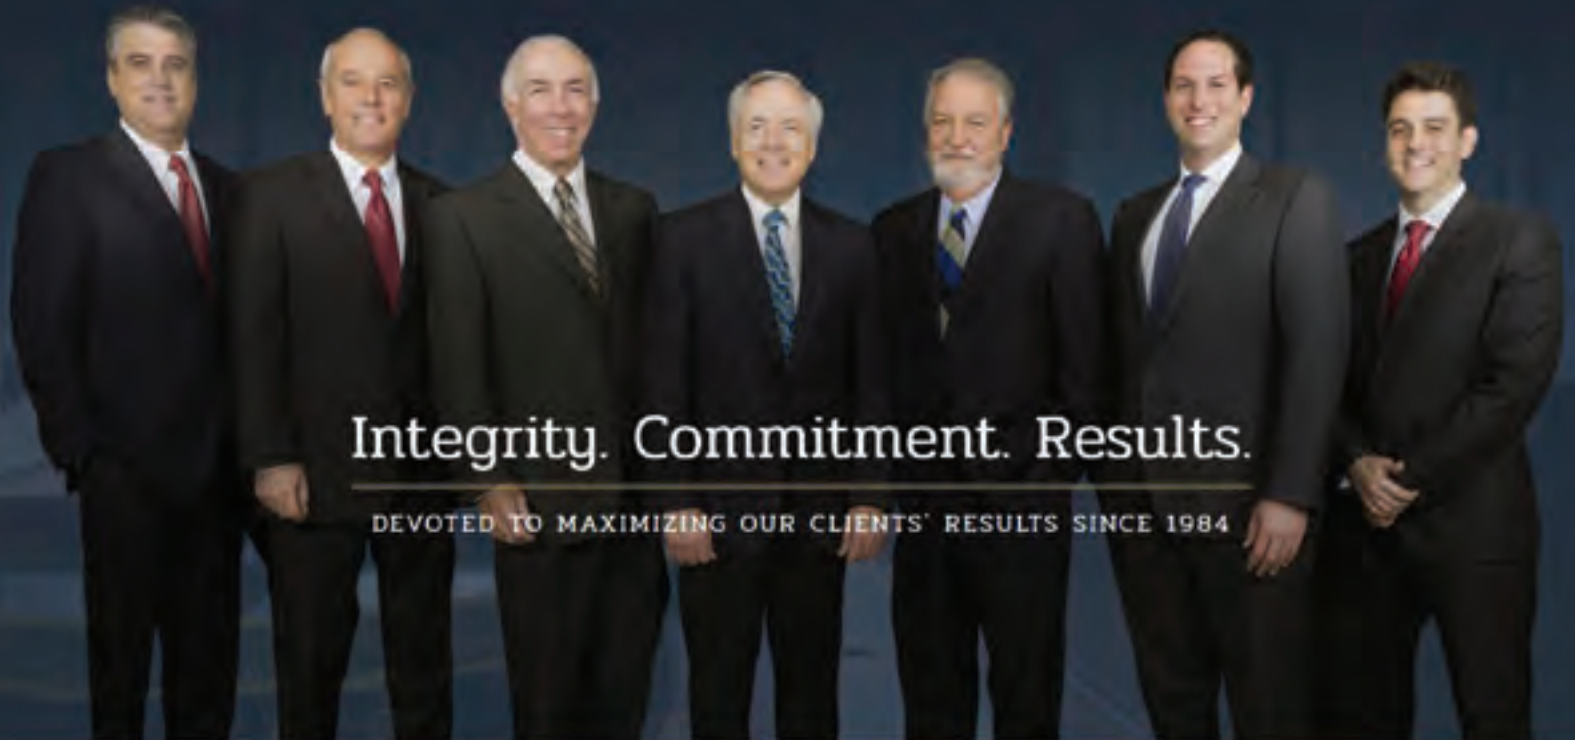 Integrity. Commitment. Results.
DEVOTED TO MAXIMIZING OUR CLIENTS' RESULTS SINCE 1984